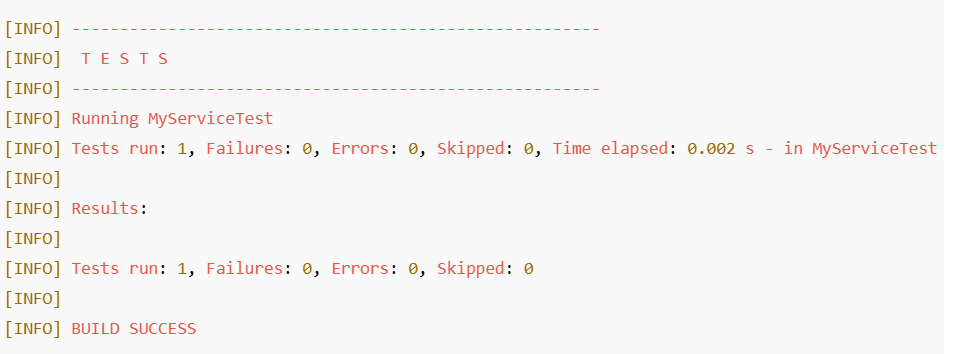 [INFO] -------------------------------------------------------
[INFO]  T E S T S
[INFO] -------------------------------------------------------
[INFO] Running MyServiceTest
[INFO] Tests run: 1, Failures: 0, Errors: 0, Skipped: 0, Time elapsed: 0.002 s - in MyServiceTest
[INFO]
[INFO] Results:
[INFO]
[INFO] Tests run: 1, Failures: 0, Errors: 0, Skipped: 0
[INFO]
[INFO] BUILD SUCCESS